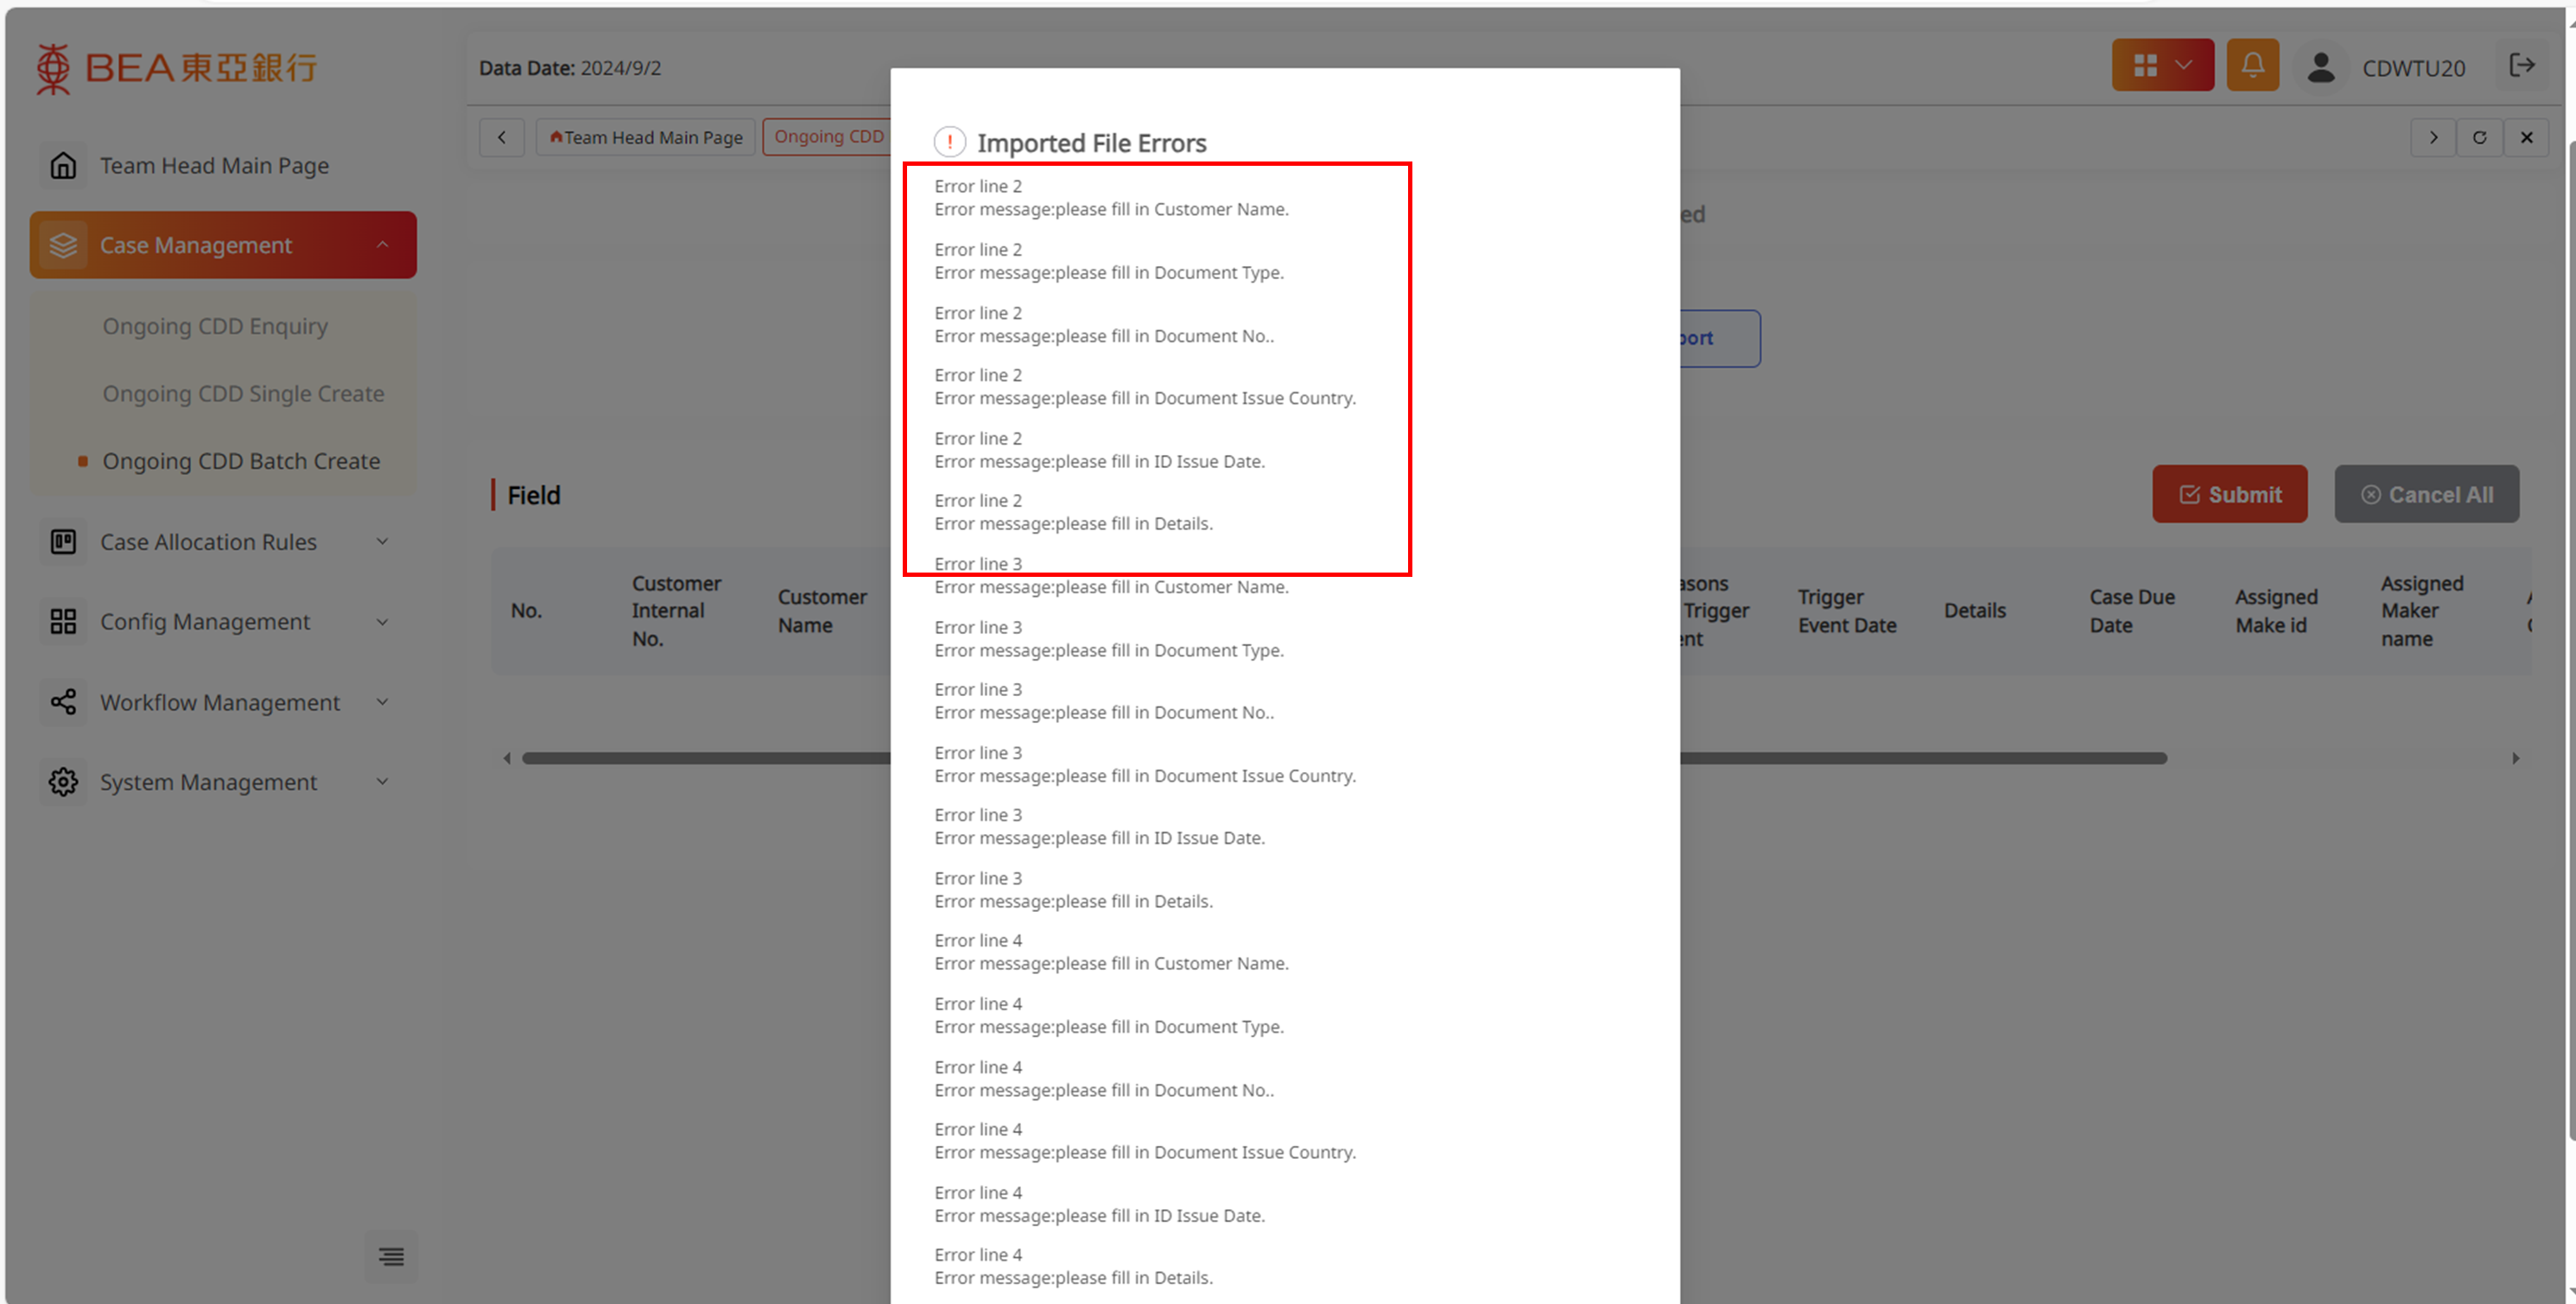 BEA東亞銀行
Data Date: 2024/9/2
CDWTU20
Team Head Main Page
Ongoing CDD
Team Head Main Page
Case Management
Ongoing CDD Enquiry
Ongoing CDD Single Create
Ongoing CDD Batch Create
Case Allocation Rules
Config Management
Workflow Management
System Management
Imported File Errors
Error line 2
Error message:please fill in Customer Name.
Error line 2
Error message:please fill in Document Type.
Error line 2
Error message:please fill in Document No..
Error line 2
Error message:please fill in Document Issue Country.
Error line 2
Error message:please fill in ID Issue Date.
Error line 2
Error message:please fill in Details.
Error line 3
Error message:please fill in Customer Name.
Error line 3
Error message:please fill in Document Type.
Error line 3
Error message:please fill in Document No..
Error line 3
Error message:please fill in Document Issue Country.
Error line 3
Error message:please fill in ID Issue Date.
Error line 3
Error message:please fill in Details.
Error line 4
Error message:please fill in Customer Name.
Error line 4
Error message:please fill in Document Type.
Error line 4
Error message:please fill in Document No..
Error line 4
Error message:please fill in Document Issue Country.
Error line 4
Error message:please fill in ID Issue Date.
Error line 4
Error message:please fill in Details.
Field
Submit
Cancel All
No.
Customer
Internal
No.
Customer
Name
Trigger
Trigger
Event Date
Details
Case Due
Date
Assigned
Make id
Assigned
Maker
name